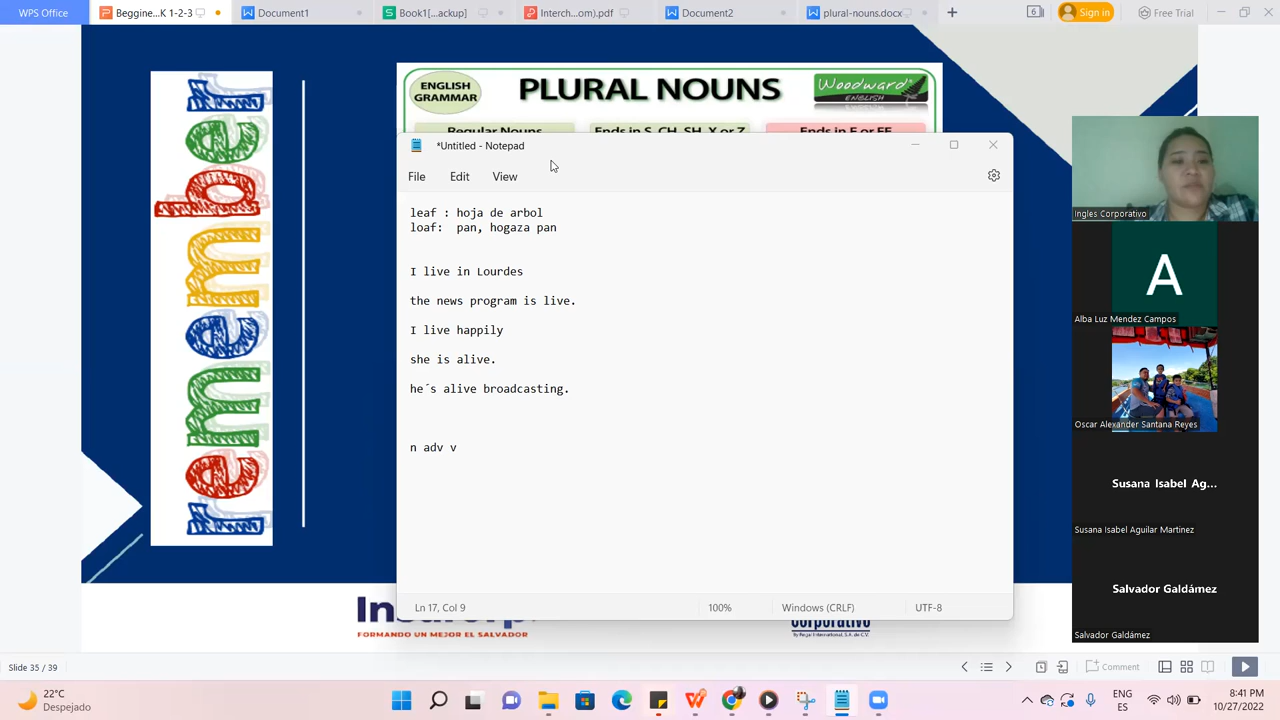 WPS Office
Beggine...K 1-2-3
Document1
Book1[...ackup]
Interch...om).pdf
Document2
plural-nouns.docx
Sign in
Free Trial
remember
ENGLISH
GRAMMAR
PLURAL NOUNS
Woodward
ENGLISH
Regular Nouns
Ends in S, CH, SH, X or Z
Ends in F or FE
*Untitled - Notepad
File
Edit
View
leaf : hoja de arbol
loaf:  pan, hogaza pan
I live in Lourdes
the news program is live.
I live happily
she is alive.
he´s alive broadcasting.
n adv v
Ln 17, Col 9
100%
Windows (CRLF)
UTF-8
FORMANDO UN MEJOR EL SALVADOR
Corporativo
by Regal International, S.A. de C.V.
Ingles Corporativo
A
Alba Luz Mendez Campos
Oscar Alexander Santana Reyes
Susana Isabel Ag...
Susana Isabel Aguilar Martinez
Salvador Galdámez
Salvador Galdámez
Slide 35 / 39
Comment
22°C
Despejado
ENG
ES
8:41 PM
10/27/2022